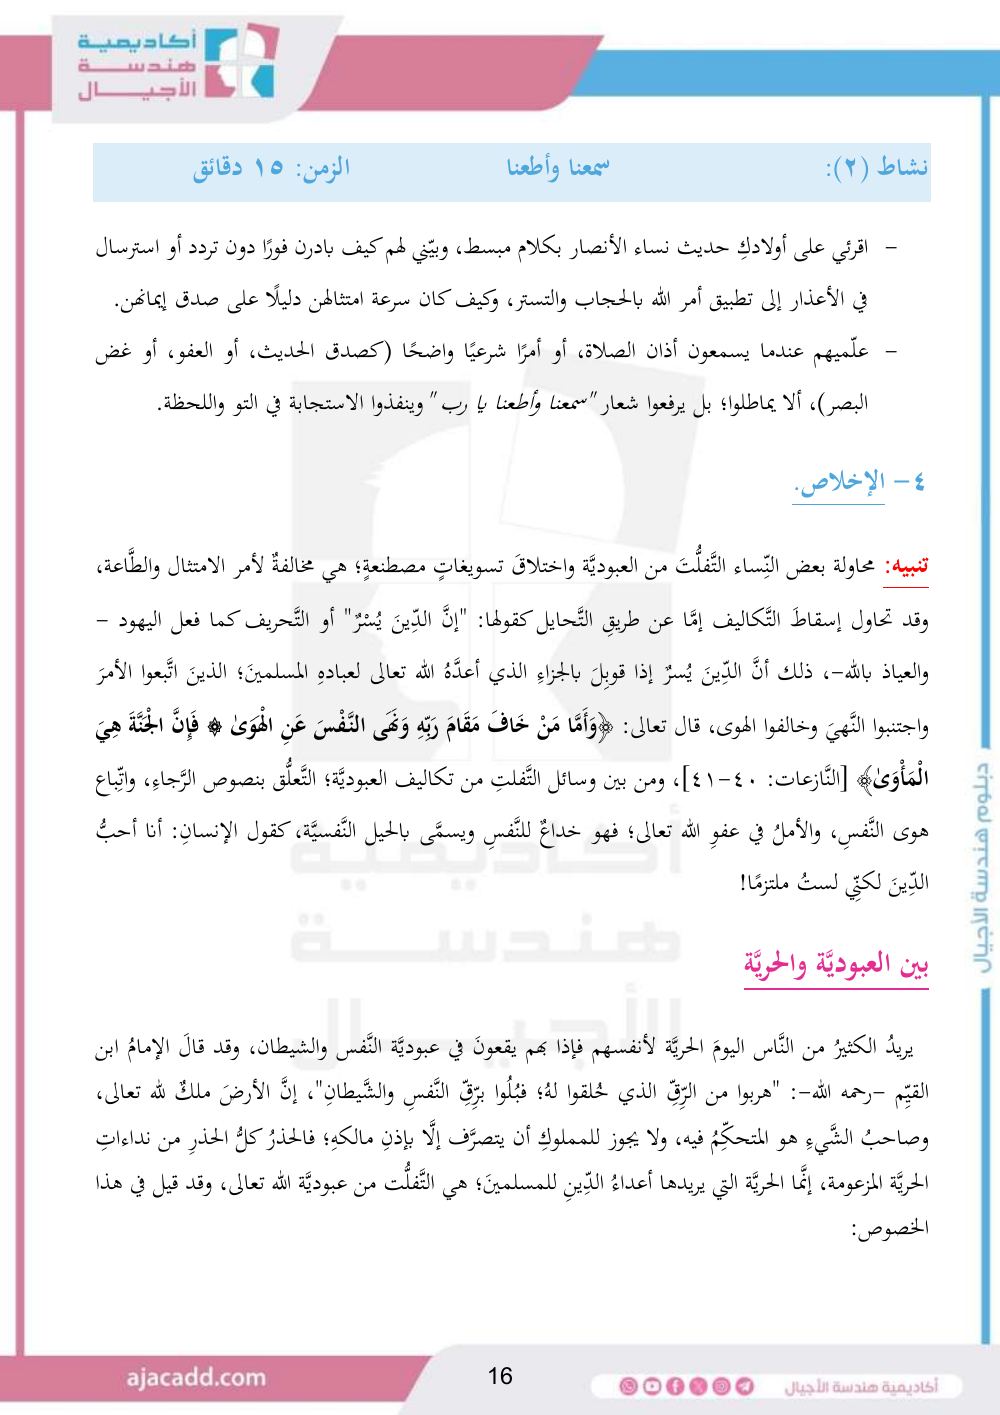 أكاديمية
هندسة
الأجيال
نشاط (٢): سمعنا وأطعنا الزمن: ١٥ دقائق
- اقرئي على أولادكِ حديث نساء الأنصار بكلام مبسط، وبيّني لهم كيف بادرن فورًا دون تردد أو استرسال
في الأعذار إلى تطبيق أمر الله بالحجاب والتستر، وكيف كان سرعة امتثالهن دليلًا على صدق إيمانهن.
- علّميهم عندما يسمعون أذان الصلاة، أو أمرًا شرعيًا واضحًا (كصدق الحديث، أو العفو، أو غض
البصر)، ألا يماطلوا؛ بل يرفعوا شعار "سمعنا وأطعنا يا رب" وينفذوا الاستجابة في التو واللحظة.
٤- الإخلاص.
تنبيه: محاولة بعض النِّساء التَّفلُّتَ من العبوديَّة واختلاقَ تسويغاتٍ مصطنعةٍ؛ هي مخالفةٌ لأمر الامتثال والطَّاعة،
وقد تحاول إسقاطَ التَّكاليف إمَّا عن طريقِ التَّحايل كقولها: "إنَّ الدِّينَ يُسْرٌ" أو التَّحريف كما فعل اليهود -
والعياذ بالله-، ذلك أنَّ الدِّينَ يُسرٌ إذا قوبِلَ بالجزاءِ الذي أعدَّهُ الله تعالى لعبادهِ المسلمينَ؛ الذينَ اتَّبعوا الأمرَ
واجتنبوا النَّهيَ وخالفوا الهوى، قال تعالى: ﴿وَأَمَّا مَنْ خَافَ مَقَامَ رَبِّهِ وَنَهَى النَّفْسَ عَنِ الْهَوَىٰ * فَإِنَّ الْجَنَّةَ هِيَ
الْمَأْوَىٰ﴾ [النَّازعات: ٤٠-٤١]، ومن بين وسائل التَّفلت من تكاليف العبوديَّة؛ التَّعلُّق بنصوص الرَّجاءِ، واتِّباع
هوى النَّفسِ، والأملُ في عفوِ الله تعالى؛ فهو خداعٌ للنَّفسِ ويسمَّى بالحيل النَّفسيَّة، كقول الإنسانِ: أنا أحبُّ
الدِّينَ لكنِّي لستُ ملتزمًا!
بين العبوديَّة والحريَّة
يريدُ الكثيرُ من النَّاس اليومَ الحريَّة لأنفسهم فإذا بهم يقعونَ في عبوديَّة النَّفس والشيطان، وقد قالَ الإمامُ ابن
القيِّم -رحمه الله-: "هربوا من الرِّقِّ الذي خُلقوا لهُ؛ فبُلُوا برِّقِّ النَّفسِ والشَّيطانِ"، إنَّ الأرضَ ملكٌ لله تعالى،
وصاحبُ الشَّيءِ هو المتحكِّمُ فيه، ولا يجوز للمملوكِ أن يتصرَّف إلَّا بإذنِ مالكهِ؛ فالحذرُ كلُّ الحذرِ من نداءاتِ
الحريَّة المزعومة، إنَّما الحريَّة التي يريدها أعداءُ الدِّينِ للمسلمينَ؛ هي التَّفلُّت من عبوديَّة الله تعالى، وقد قيل في هذا
الخصوص:
دبلوم هندسة الأجيال
أكاديمية
هندسة
الأجيال
ajacadd.com
16
أكاديمية هندسة الأجيال